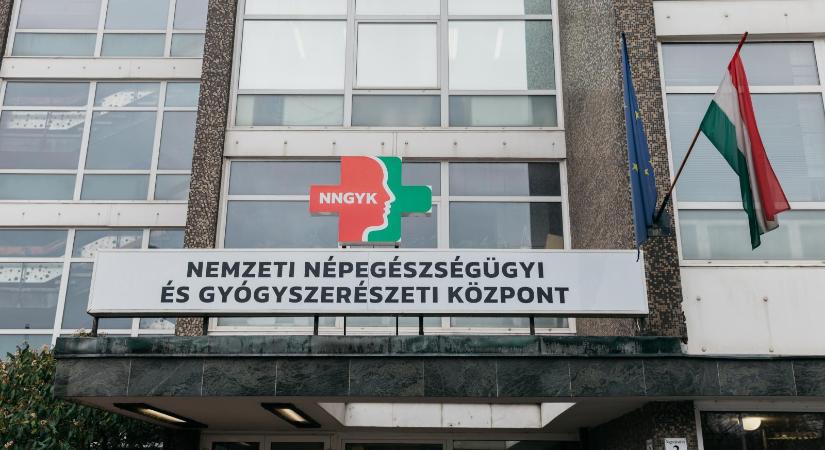 NNGYK
NEMZETI NÉPEGÉSZSÉGÜGYI
ÉS GYÓGYSZERÉSZETI KÖZPONT